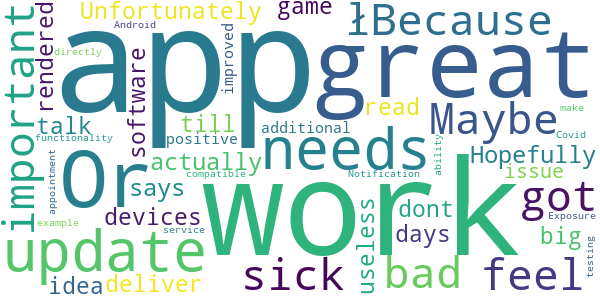 Unfortunately
Android
game
łBecause
directly
important
rendered
app
great
improved
software
talk
till
read
Maybe
functionality
positive
additional
Or
needs
Hopefully
Covid
make
says
actually
issue
ability
appointment
compatible
Notification
work
got
devices
useless
dont
Exposure
example
service
update
days
big
testing
sick
bad
feel
idea
deliver